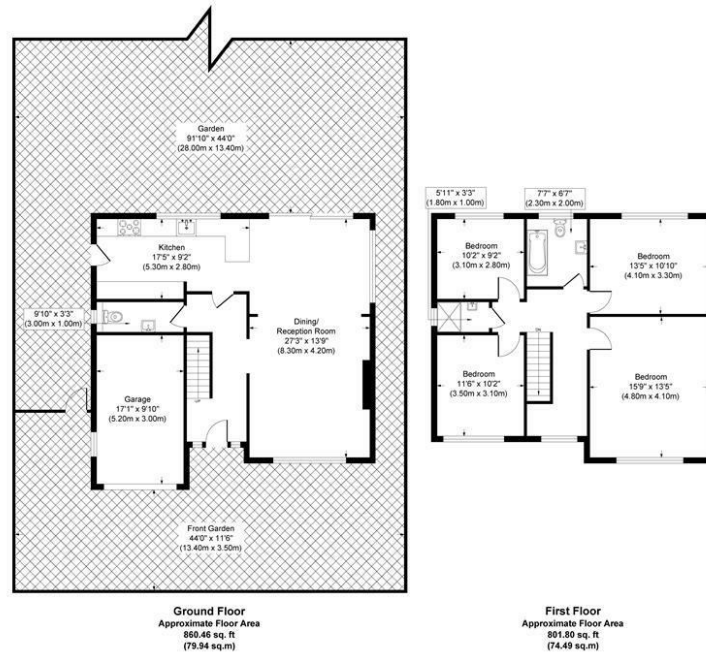 Garden
91'10" x 44'0"
(28.00m x 13.40m)
Kitchen
17'5" x 9'2"
(5.30m x 2.80m)
9'10" x 3'3"
(3.00m x 1.00m)
Dining/
Reception Room
27'3" x 13'9"
(8.30m x 4.20m)
Garage
17'1" x 9'10"
(5.20m x 3.00m)
UP
Front Garden
44'0" x 11'6"
(13.40m x 3.50m)
Ground Floor
Approximate Floor Area
860.46 sq. ft
(79.94 sq.m)
5'11" x 3'3"
(1.80m x 1.00m)
7'7" x 6'7"
(2.30m x 2.00m)
Bedroom
10'2" x 9'2"
(3.10m x 2.80m)
Bedroom
13'5" x 10'10"
(4.10m x 3.30m)
DN
Bedroom
11'6" x 10'2"
(3.50m x 3.10m)
Bedroom
15'9" x 13'5"
(4.80m x 4.10m)
First Floor
Approximate Floor Area
801.80 sq. ft
(74.49 sq.m)